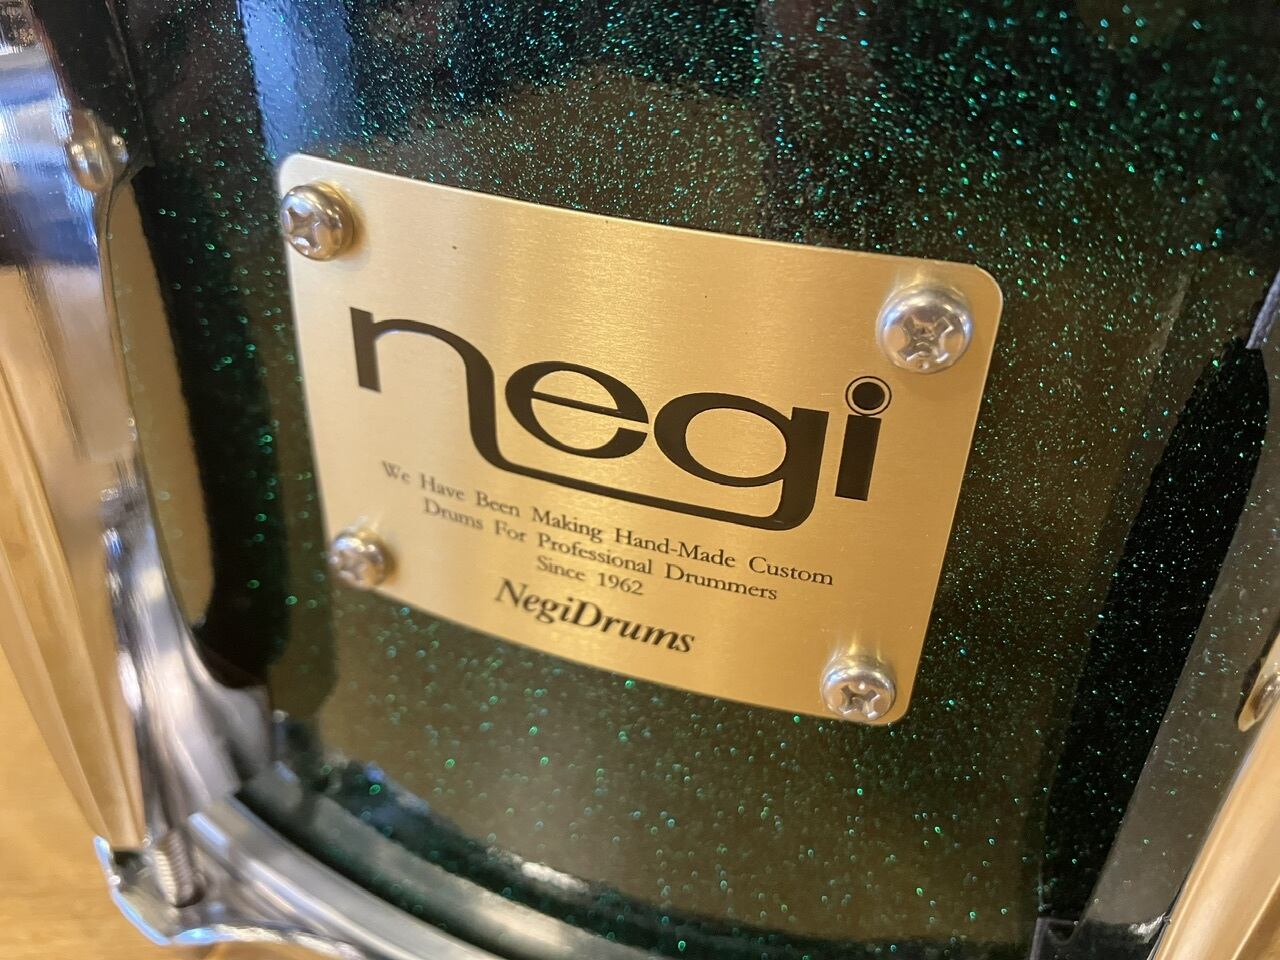 negi
We Have Been Making Hand-Made Custom
Drums For Professional Drummers
Since 1962
NegiDrums